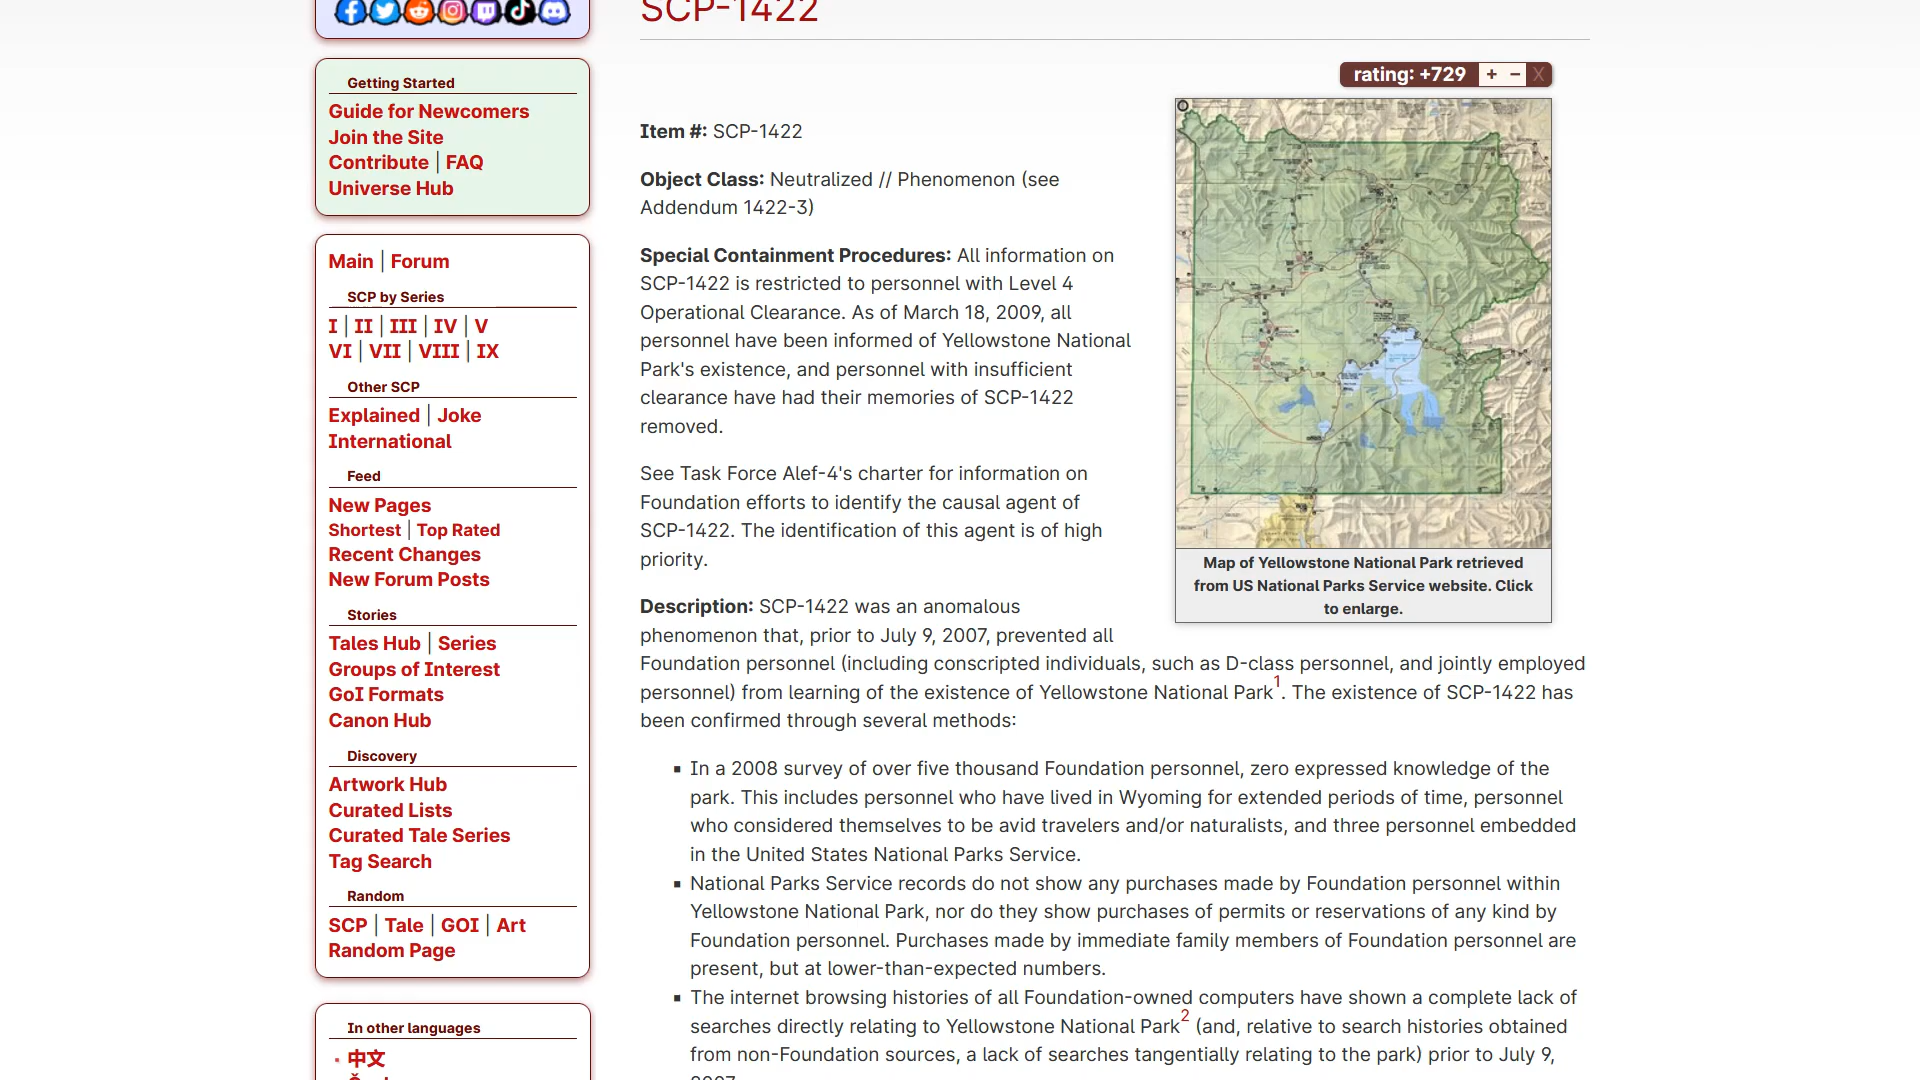 SCP-1422
Getting Started
Guide for Newcomers
Join the Site
Contribute | FAQ
Universe Hub
Main | Forum
SCP by Series
I | II | III | IV | V
VI | VII | VIII | IX
Other SCP
Explained | Joke
International
Feed
New Pages
Shortest | Top Rated
Recent Changes
New Forum Posts
Stories
Tales Hub | Series
Groups of Interest
GoI Formats
Canon Hub
Discovery
Artwork Hub
Curated Lists
Curated Tale Series
Tag Search
Random
SCP | Tale | GOI | Art
Random Page
In other languages
中文
rating: +729 + − X
Item #: SCP-1422
Object Class: Neutralized // Phenomenon (see
Addendum 1422-3)
Special Containment Procedures: All information on
SCP-1422 is restricted to personnel with Level 4
Operational Clearance. As of March 18, 2009, all
personnel have been informed of Yellowstone National
Park's existence, and personnel with insufficient
clearance have had their memories of SCP-1422
removed.
See Task Force Alef-4's charter for information on
Foundation efforts to identify the causal agent of
SCP-1422. The identification of this agent is of high
priority.
Map of Yellowstone National Park retrieved
from US National Parks Service website. Click
to enlarge.
Description: SCP-1422 was an anomalous
phenomenon that, prior to July 9, 2007, prevented all
Foundation personnel (including conscripted individuals, such as D-class personnel, and jointly employed
personnel) from learning of the existence of Yellowstone National Park1. The existence of SCP-1422 has
been confirmed through several methods:
In a 2008 survey of over five thousand Foundation personnel, zero expressed knowledge of the
park. This includes personnel who have lived in Wyoming for extended periods of time, personnel
who considered themselves to be avid travelers and/or naturalists, and three personnel embedded
in the United States National Parks Service.
National Parks Service records do not show any purchases made by Foundation personnel within
Yellowstone National Park, nor do they show purchases of permits or reservations of any kind by
Foundation personnel. Purchases made by immediate family members of Foundation personnel are
present, but at lower-than-expected numbers.
The internet browsing histories of all Foundation-owned computers have shown a complete lack of
searches directly relating to Yellowstone National Park2 (and, relative to search histories obtained
from non-Foundation sources, a lack of searches tangentially relating to the park) prior to July 9,